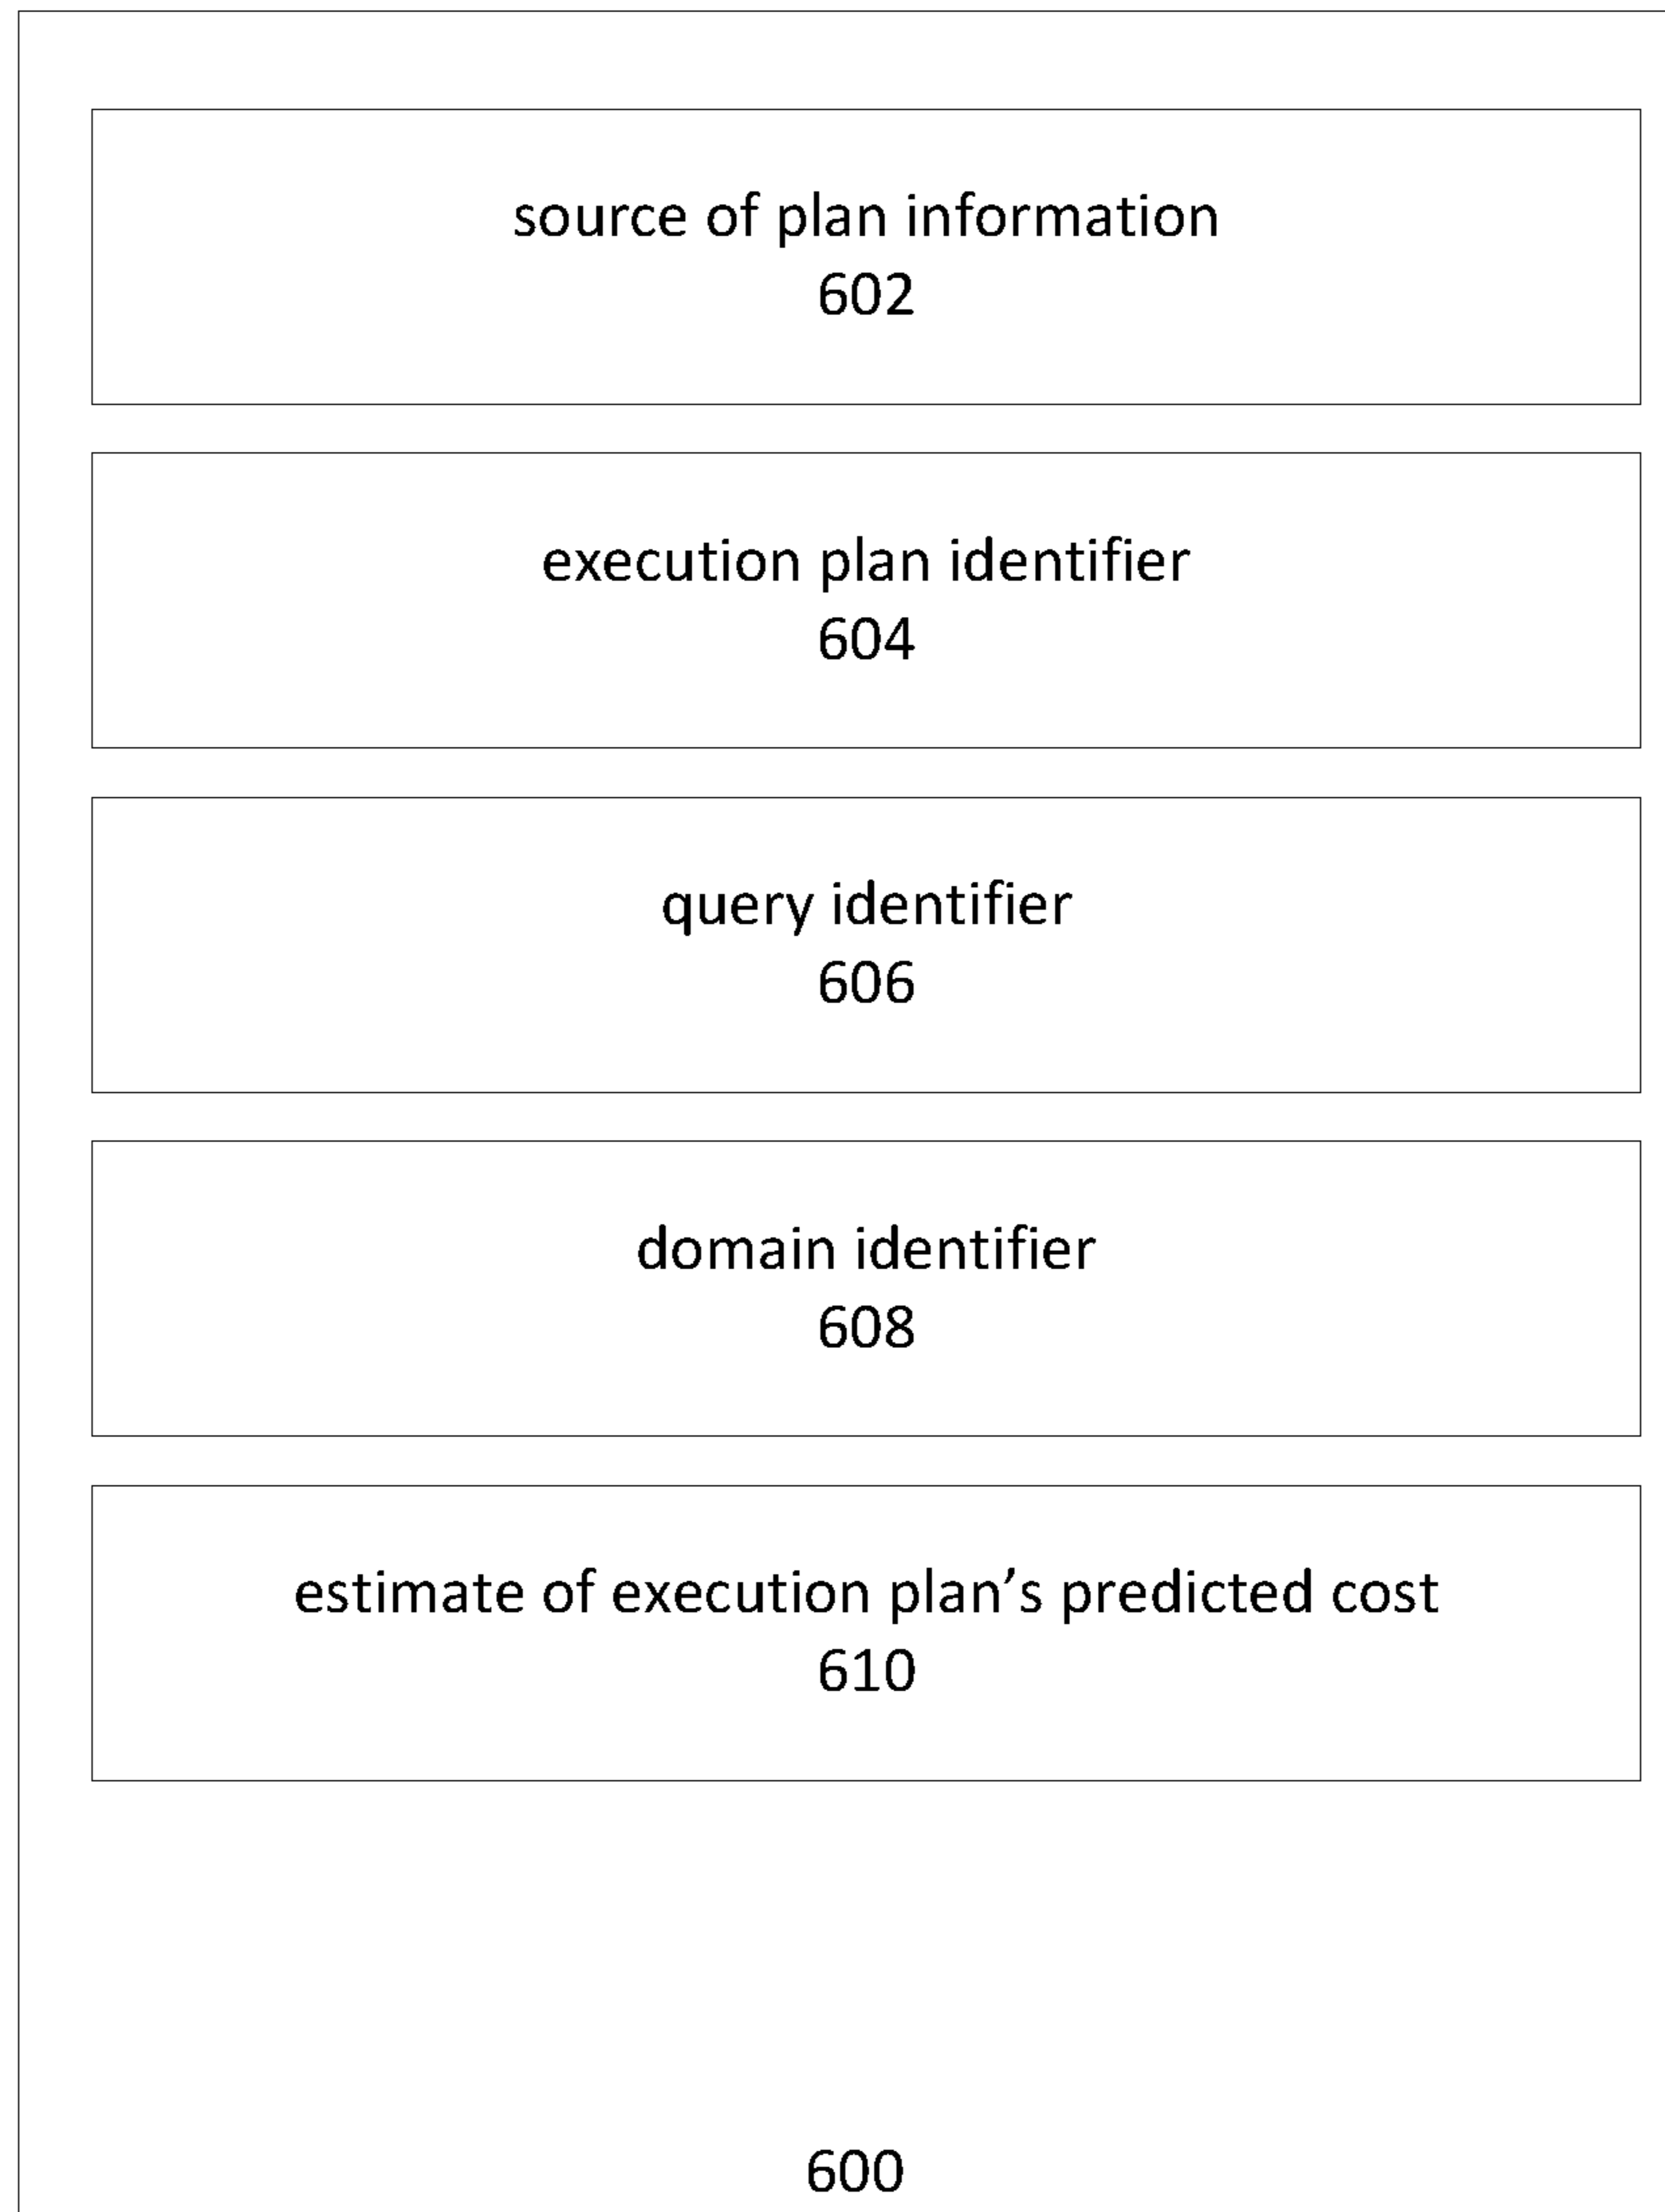 source of plan information
602
execution plan identifier
604
query identifier
606
domain identifier
608
estimate of execution plan’s predicted cost
610
600